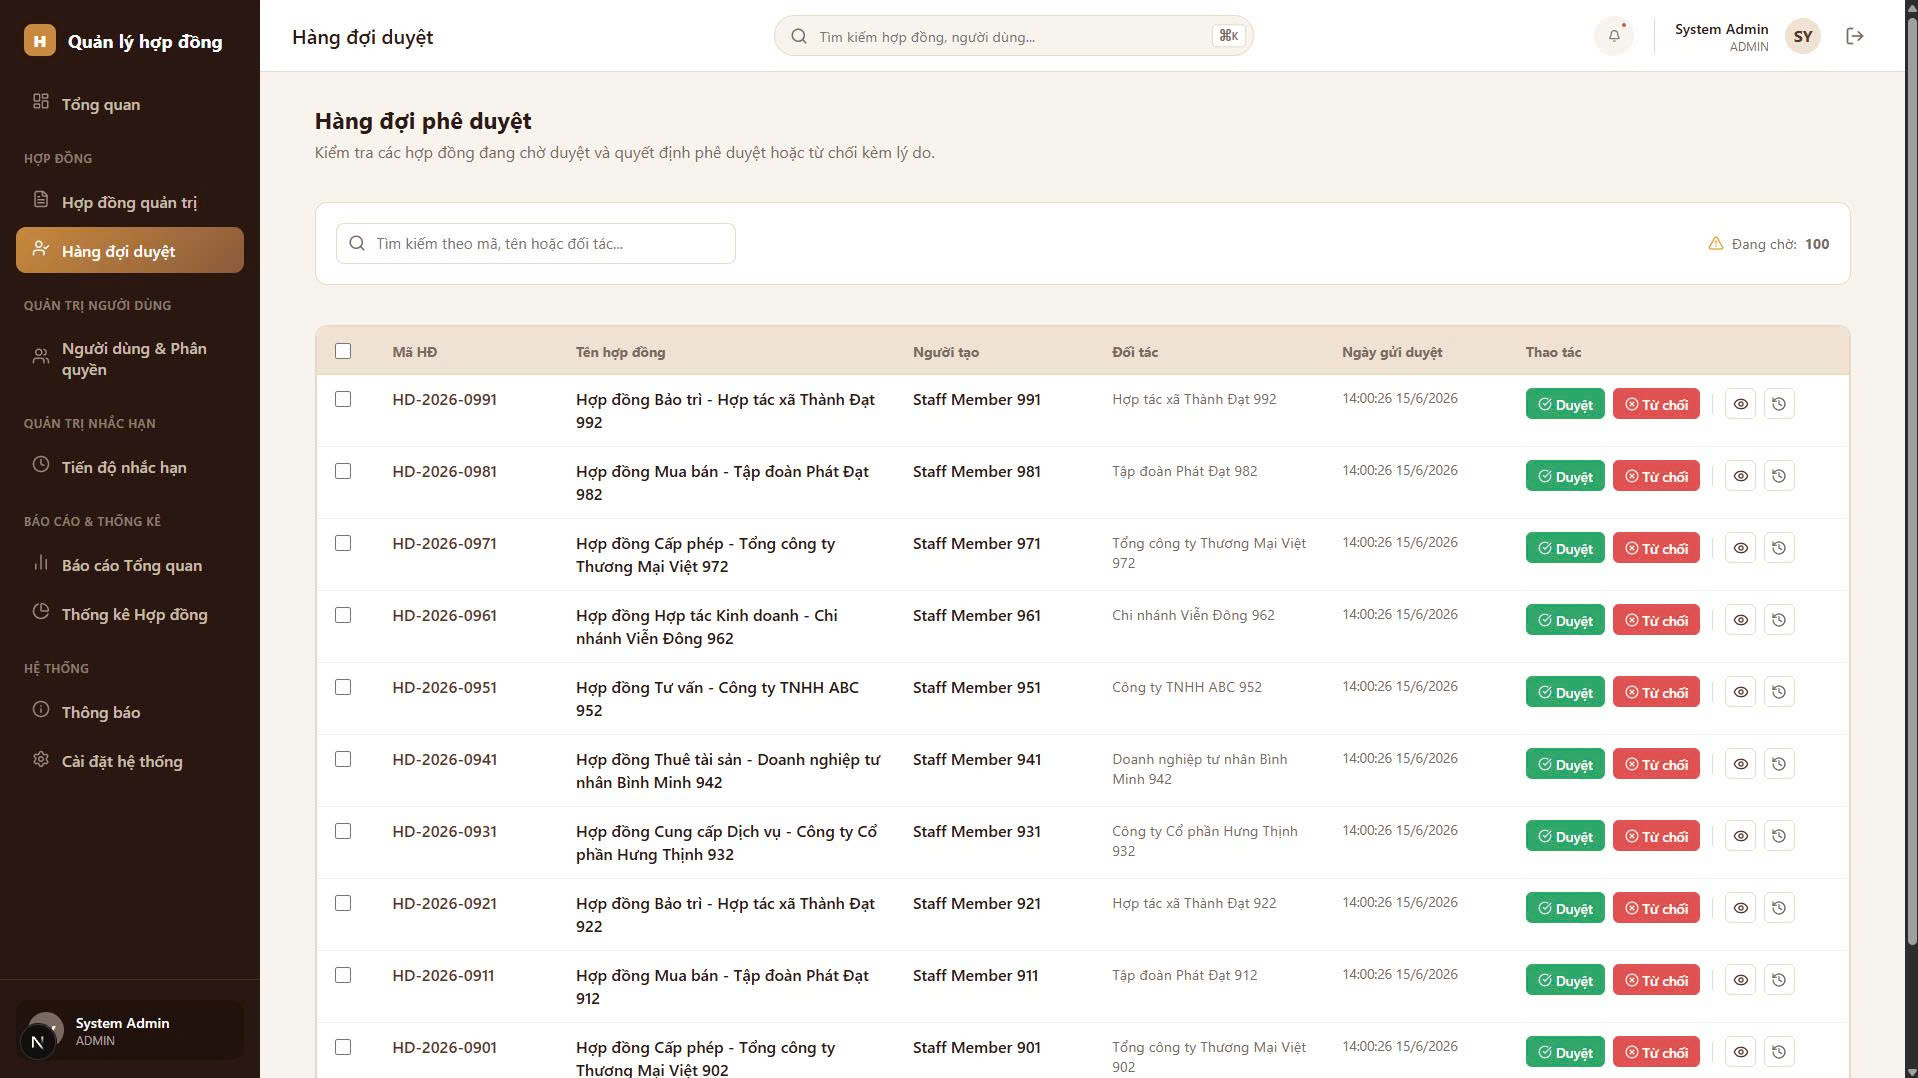 H
Quản lý hợp đồng
Tổng quan
HỢP ĐỒNG
Hợp đồng quản trị
Hàng đợi duyệt
QUẢN TRỊ NGƯỜI DÙNG
Người dùng & Phân
quyền
QUẢN TRỊ NHẮC HẠN
Tiến độ nhắc hạn
BÁO CÁO & THỐNG KÊ
Báo cáo Tổng quan
Thống kê Hợp đồng
HỆ THỐNG
Thông báo
Cài đặt hệ thống
System Admin
ADMIN
N
Hàng đợi duyệt
Tìm kiếm hợp đồng, người dùng...
⌘K
System Admin
ADMIN
SY
Hàng đợi phê duyệt
Kiểm tra các hợp đồng đang chờ duyệt và quyết định phê duyệt hoặc từ chối kèm lý do.
Tìm kiếm theo mã, tên hoặc đối tác...
Đang chờ: 100
Mã HĐ Tên hợp đồng Người tạo Đối tác Ngày gửi duyệt Thao tác
HD-2026-0991 Hợp đồng Bảo trì - Hợp tác xã Thành Đạt Staff Member 991 Hợp tác xã Thành Đạt 992 14:00:26 15/6/2026 Duyệt Từ chối
992
HD-2026-0981 Hợp đồng Mua bán - Tập đoàn Phát Đạt Staff Member 981 Tập đoàn Phát Đạt 982 14:00:26 15/6/2026 Duyệt Từ chối
982
HD-2026-0971 Hợp đồng Cấp phép - Tổng công ty Staff Member 971 Tổng công ty Thương Mại Việt 14:00:26 15/6/2026 Duyệt Từ chối
Thương Mại Việt 972 972
HD-2026-0961 Hợp đồng Hợp tác Kinh doanh - Chi Staff Member 961 Chi nhánh Viễn Đông 962 14:00:26 15/6/2026 Duyệt Từ chối
nhánh Viễn Đông 962
HD-2026-0951 Hợp đồng Tư vấn - Công ty TNHH ABC Staff Member 951 Công ty TNHH ABC 952 14:00:26 15/6/2026 Duyệt Từ chối
952
HD-2026-0941 Hợp đồng Thuê tài sản - Doanh nghiệp tư Staff Member 941 Doanh nghiệp tư nhân Bình 14:00:26 15/6/2026 Duyệt Từ chối
nhân Bình Minh 942 Minh 942
HD-2026-0931 Hợp đồng Cung cấp Dịch vụ - Công ty Cổ Staff Member 931 Công ty Cổ phần Hưng Thịnh 14:00:26 15/6/2026 Duyệt Từ chối
phần Hưng Thịnh 932 932
HD-2026-0921 Hợp đồng Bảo trì - Hợp tác xã Thành Đạt Staff Member 921 Hợp tác xã Thành Đạt 922 14:00:26 15/6/2026 Duyệt Từ chối
922
HD-2026-0911 Hợp đồng Mua bán - Tập đoàn Phát Đạt Staff Member 911 Tập đoàn Phát Đạt 912 14:00:26 15/6/2026 Duyệt Từ chối
912
HD-2026-0901 Hợp đồng Cấp phép - Tổng công ty Staff Member 901 Tổng công ty Thương Mại Việt 14:00:26 15/6/2026 Duyệt Từ chối
Thương Mại Việt 902 902